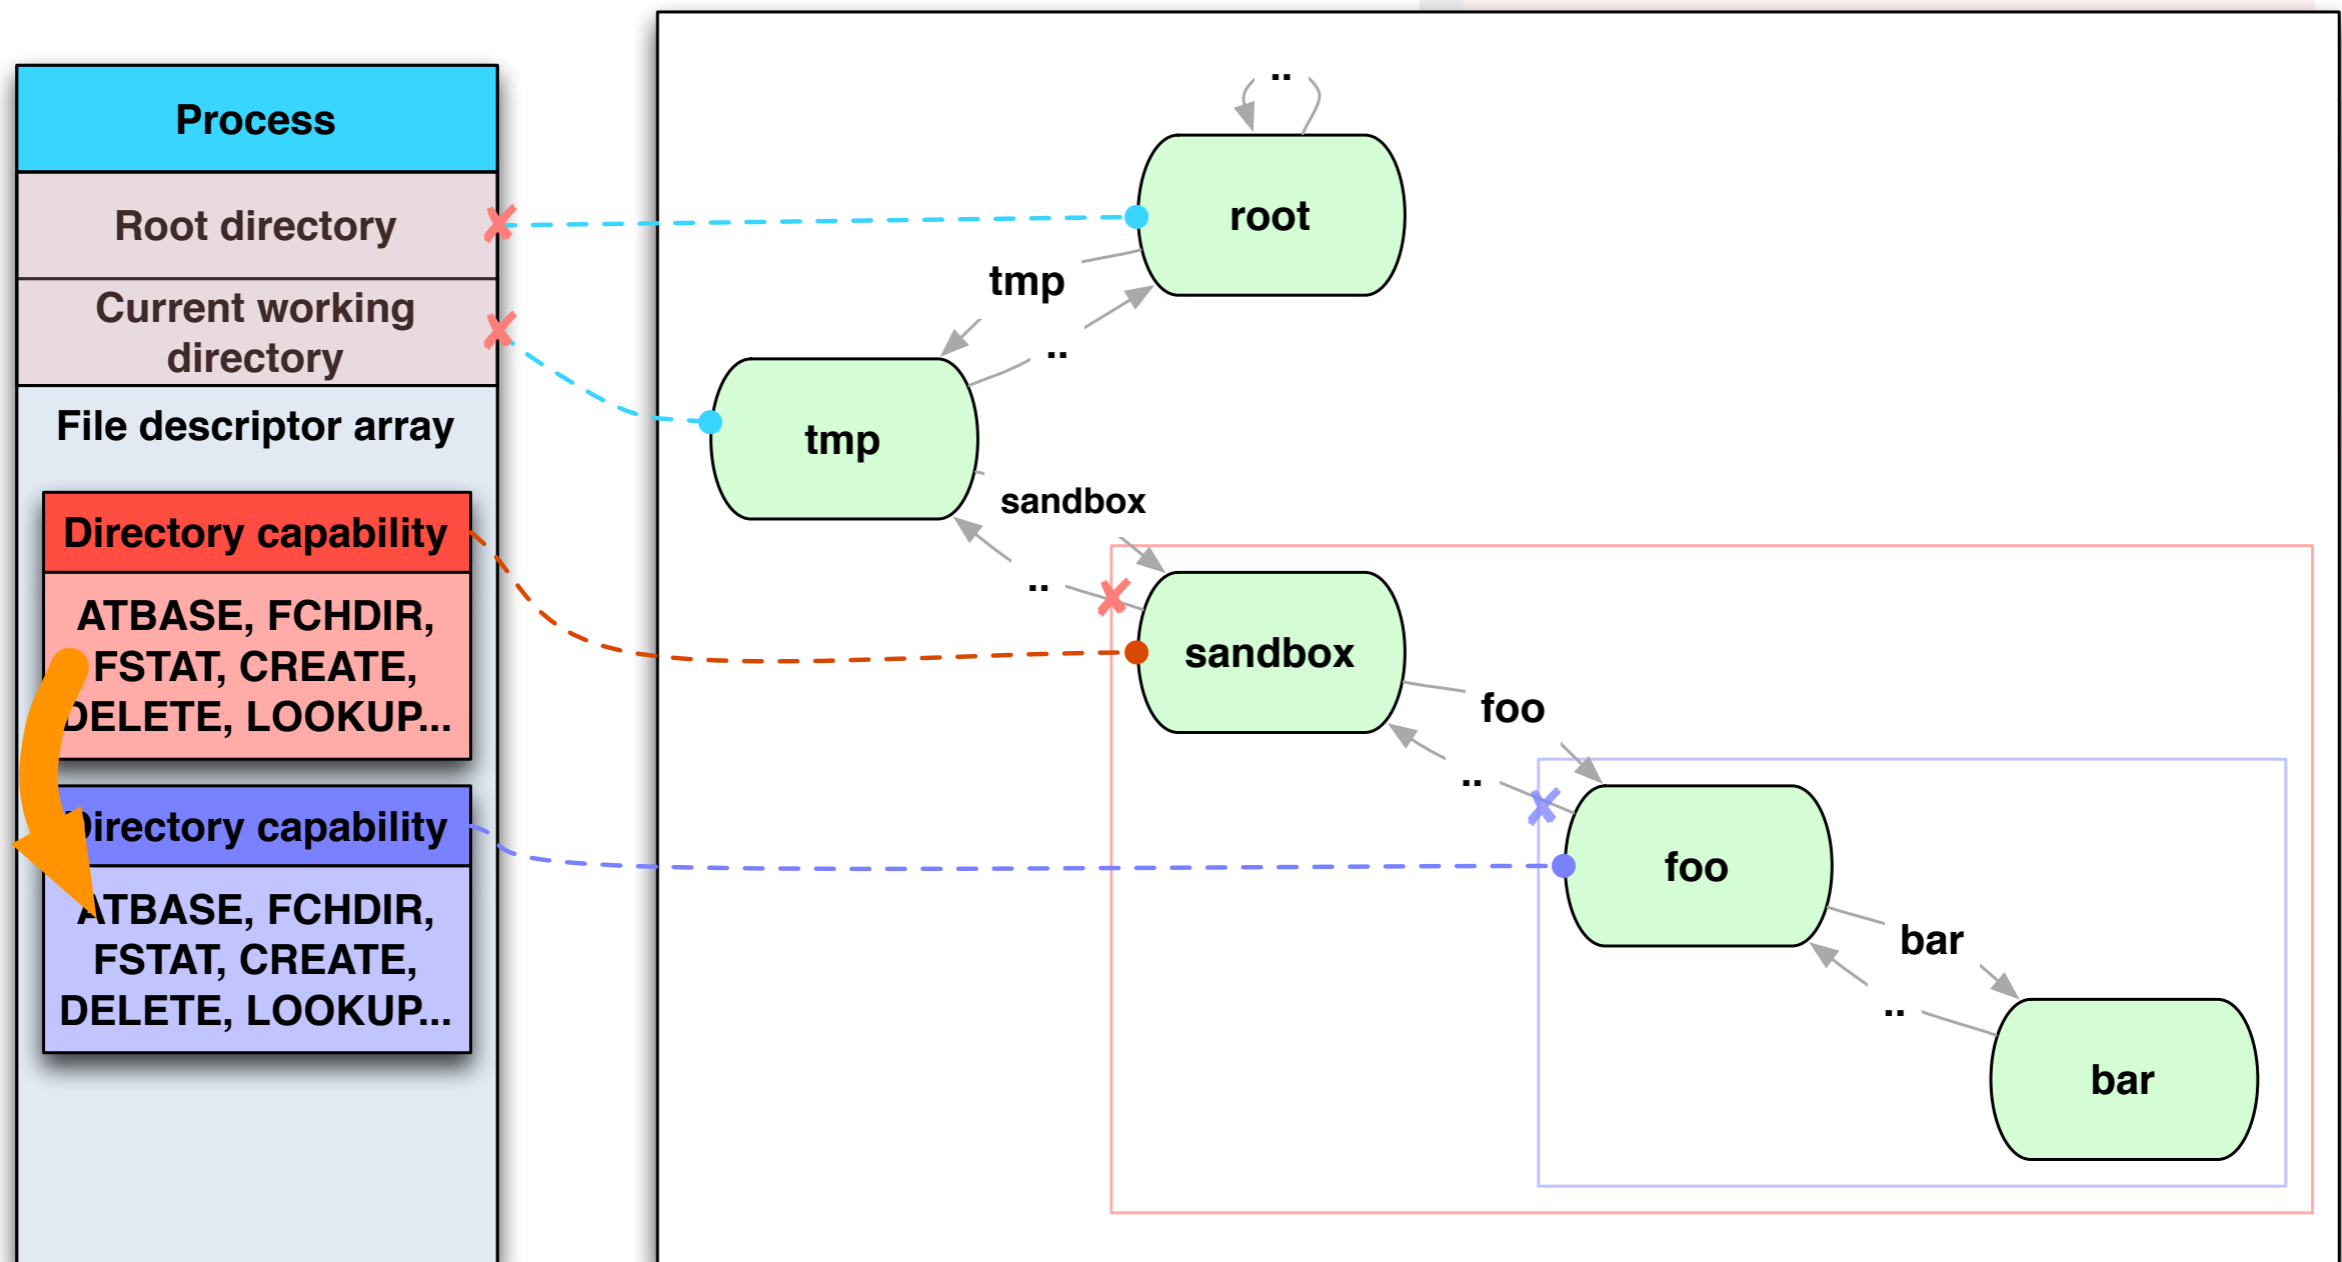 Process
Root directory
Current working
directory
File descriptor array
Directory capability
ATBASE, FCHDIR,
FSTAT, CREATE,
DELETE, LOOKUP...
Directory capability
ATBASE, FCHDIR,
FSTAT, CREATE,
DELETE, LOOKUP...
..
root
tmp
..
tmp
sandbox
..
sandbox
foo
..
foo
bar
..
bar